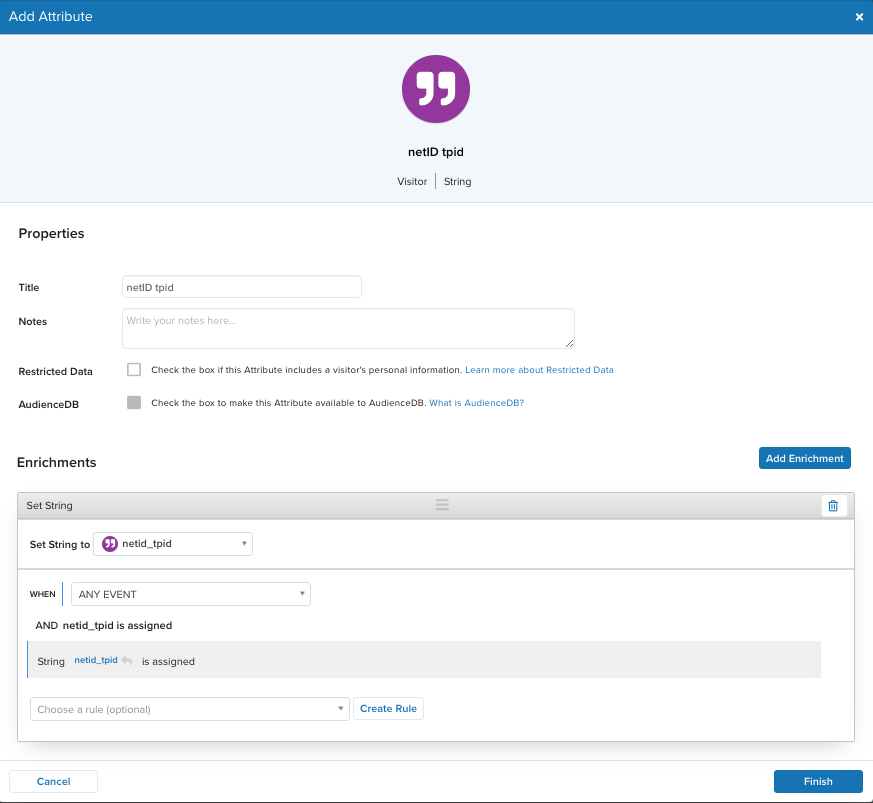 Add Attribute
netID tpid
Visitor String
Properties
Title netID tpid
Notes Write your notes here...
Restricted Data Check the box if this Attribute includes a visitor's personal information. Learn more about Restricted Data
AudienceDB Check the box to make this Attribute available to AudienceDB. What is AudienceDB?
Enrichments Add Enrichment
Set String
Set String to netid_tpid
WHEN ANY EVENT
AND netid_tpid is assigned
String netid_tpid is assigned
Choose a rule (optional) Create Rule
Cancel Finish